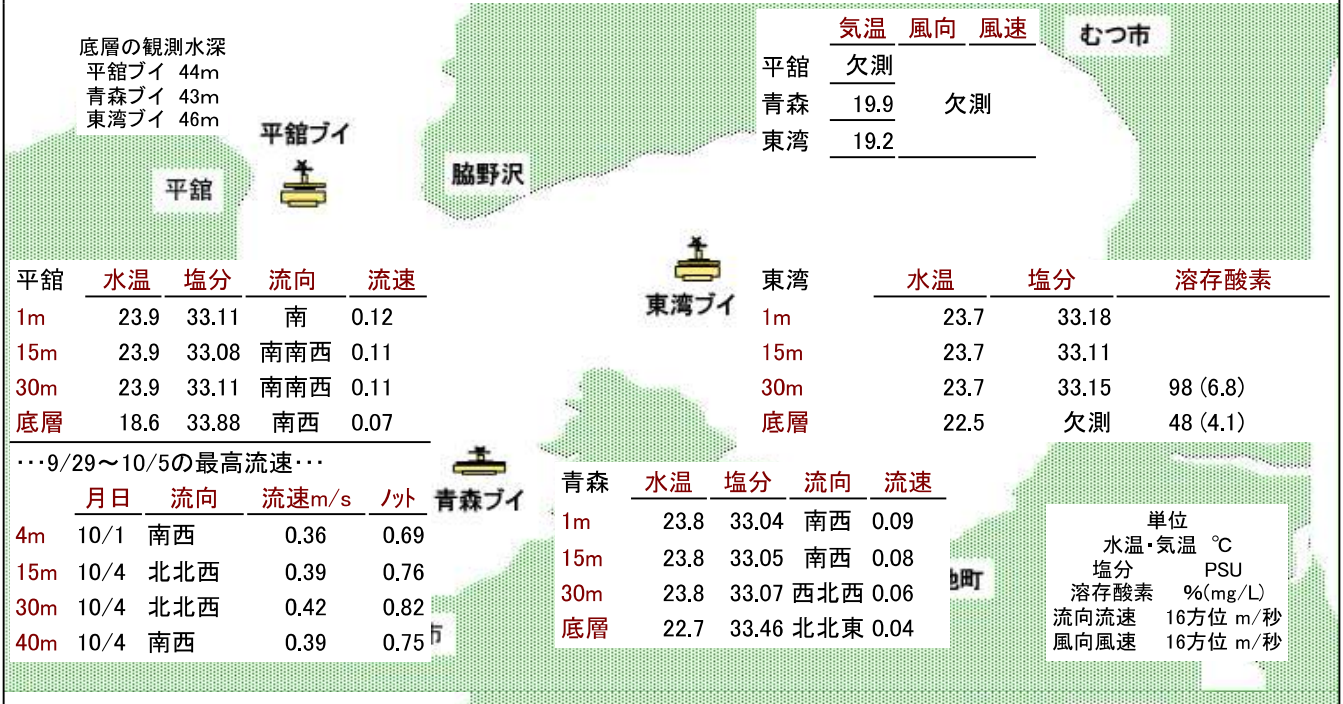 底層の観測水深
平舘ブイ 44m
青森ブイ 43m
東湾ブイ 46m
気温 風向 風速
平舘 欠測
青森 19.9 欠測
東湾 19.2
むつ市
平舘ブイ
平舘
脇野沢
東湾ブイ
平舘 水温 塩分 流向 流速
1m 23.9 33.11 南 0.12
15m 23.9 33.08 南南西 0.11
30m 23.9 33.11 南南西 0.11
底層 18.6 33.88 南西 0.07
東湾 水温 塩分 溶存酸素
1m 23.7 33.18
15m 23.7 33.11
30m 23.7 33.15 98 (6.8)
底層 22.5 欠測 48 (4.1)
…9/29～10/5の最高流速…
月日 流向 流速m/s ノット
4m 10/1 南西 0.36 0.69
15m 10/4 北北西 0.39 0.76
30m 10/4 北北西 0.42 0.82
40m 10/4 南西 0.39 0.75
市
青森ブイ
青森 水温 塩分 流向 流速
1m 23.8 33.04 南西 0.09
15m 23.8 33.05 南西 0.08
30m 23.8 33.07 西北西 0.06
底層 22.7 33.46 北北東 0.04
町
単位
水温・気温 ℃
塩分 PSU
溶存酸素 %(mg/L)
流向流速 16方位 m/秒
風向風速 16方位 m/秒